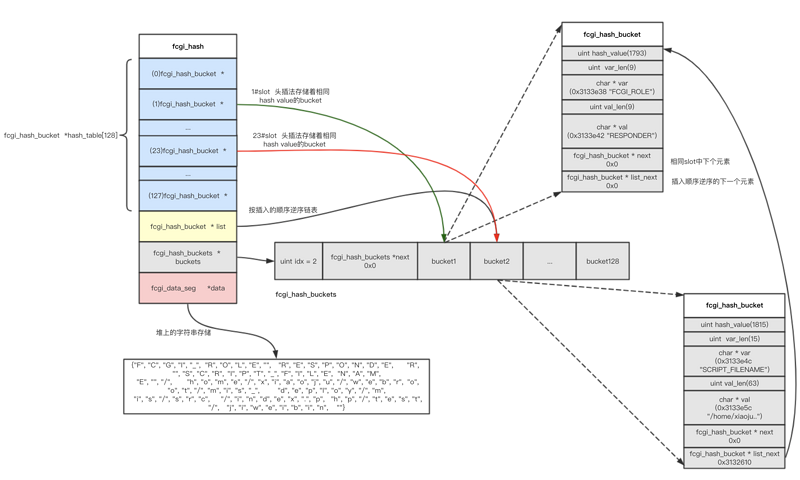 fcgi_hash
(0)fcgi_hash_bucket *
(1)fcgi_hash_bucket *
...
(23)fcgi_hash_bucket *
...
(127)fcgi_hash_bucket *
fcgi_hash_bucket * list
fcgi_hash_buckets *
buckets
fcgi_data_seg *data
fcgi_hash_bucket *hash_table[128]
1#slot 头插法存储着相同
hash value的bucket
23#slot 头插法存储着相同
hash value的bucket
按插入的顺序逆序链表
uint idx = 2
fcgi_hash_buckets *next
0x0
bucket1
bucket2
...
bucket128
fcgi_hash_buckets
堆上的字符串存储
{"F", "C", "G", "I", "_", "R", "O", "L", "E", "", "R", "E", "S", "P", "O", "N", "D", "E", "R",
"", "S", "C", "R", "I", "P", "T", "_", "F", "I", "L", "E", "N", "A", "M",
fcgi_hash_bucket
uint hash_value(1793)
uint var_len(9)
char * var
(0x3133e38 "FCGI_ROLE")
uint val_len(9)
char * val
(0x3133e42 "RESPONDER")
fcgi_hash_bucket * next
0x0
fcgi_hash_bucket * list_next
0x0
相同slot中下个元素
插入顺序逆序的下一个元素
fcgi_hash_bucket
uint hash_value(1815)
uint var_len(15)
char * var
(0x3133e4c
"SCRIPT_FILENAME")
uint val_len(63)
char * val
(0x3133e5c
"/home/xiaoju..")
fcgi_hash_bucket * next
0x0
fcgi_hash_bucket * list_next
0x3132610